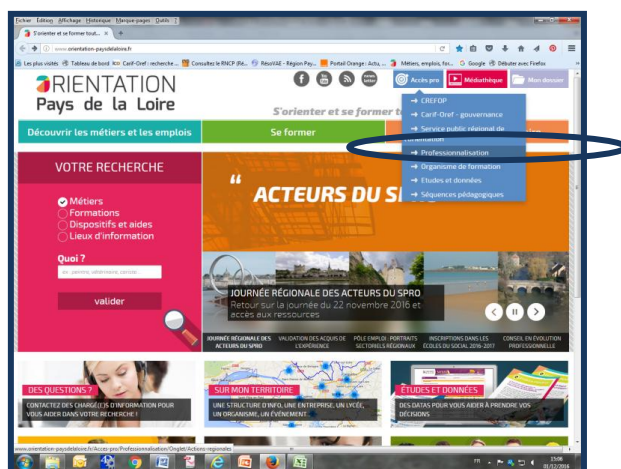 Fichier Édition Affichage Historique Marque-pages Outils ?
S'orienter et se former tout...
www.orientation-paysdelaloire.fr
Les plus visités Tableau de bord Carif-Oref : recherche ... Consultez le RNCP (Ré... RésoVAE - Région Pay... Portail Orange : Actu, ... Métiers, emplois, for... Google Débuter avec Firefox
news letter
Accès pro Médiathèque Mon dossier
ORIENTATION
Pays de la Loire
S'orienter et se former
CREFOP
Carif-Oref - gouvernance
Service public régional de
l'orientation
Professionnalisation
Organisme de formation
Etudes et données
Séquences pédagogiques
Découvrir les métiers et les emplois Se former
VOTRE RECHERCHE
Métiers
Formations
Dispositifs et aides
Lieux d'information
Quoi ?
valider
ACTEURS DU
JOURNÉE RÉGIONALE DES ACTEURS DU SPRO
Retour sur la journée du 22 novembre 2016 et
accès aux ressources
JOURNÉE RÉGIONALE DES
ACTEURS DU SPRO
VALIDATION DES ACQUIS DE
L'EXPÉRIENCE
PÔLE EMPLOI : PORTRAITS
SECTORIELS RÉGIONAUX
INSCRIPTIONS DANS LES
ÉCOLES DU SOCIAL 2016-2017
CONSEIL EN ÉVOLUTION
PROFESSIONNELLE
DES QUESTIONS ?
CONTACTEZ DES CHARGÉ(E)S D'INFORMATION POUR
VOUS AIDER DANS VOTRE RECHERCHE !
SUR MON TERRITOIRE
UNE STRUCTURE D'INFO, UNE ENTREPRISE, UN LYCÉE,
UN ORGANISME, UN ÉVÉNEMENT
ÉTUDES ET DONNÉES
DES DATAS POUR VOUS AIDER À PRENDRE VOS
DÉCISIONS
www.orientation-paysdelaloire.fr/Acces-pro/Professionnalisation/Onglet/Actions-regionales
FR
15:08
01/12/2016